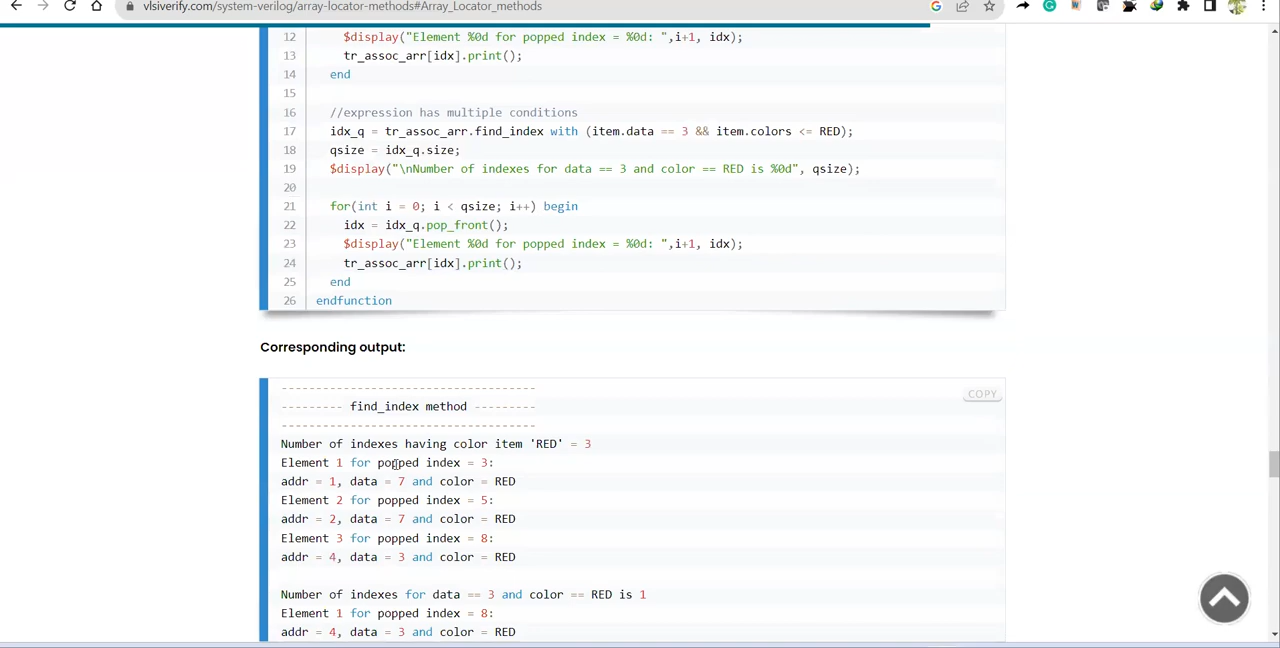 vlsiverify.com/system-verilog/array-locator-methods#Array_Locator_methods
12 $display("Element %0d for popped index = %0d: ",i+1, idx);
13 tr_assoc_arr[idx].print();
14 end
15
16 //expression has multiple conditions
17 idx_q = tr_assoc_arr.find_index with (item.data == 3 && item.colors <= RED);
18 qsize = idx_q.size;
19 $display("\nNumber of indexes for data == 3 and color == RED is %0d", qsize);
20
21 for(int i = 0; i < qsize; i++) begin
22 idx = idx_q.pop_front();
23 $display("Element %0d for popped index = %0d: ",i+1, idx);
24 tr_assoc_arr[idx].print();
25 end
26 endfunction
Corresponding output:
COPY
-------------------------------------
--------- find_index method ---------
-------------------------------------
Number of indexes having color item 'RED' = 3
Element 1 for popped index = 3:
addr = 1, data = 7 and color = RED
Element 2 for popped index = 5:
addr = 2, data = 7 and color = RED
Element 3 for popped index = 8:
addr = 4, data = 3 and color = RED
Number of indexes for data == 3 and color == RED is 1
Element 1 for popped index = 8:
addr = 4, data = 3 and color = RED